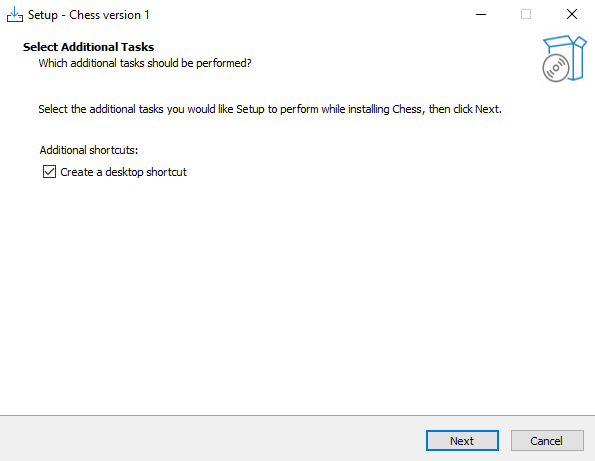 Setup - Chess version 1
Select Additional Tasks
Which additional tasks should be performed?
Select the additional tasks you would like Setup to perform while installing Chess, then click Next.
Additional shortcuts:
Create a desktop shortcut
Next Cancel